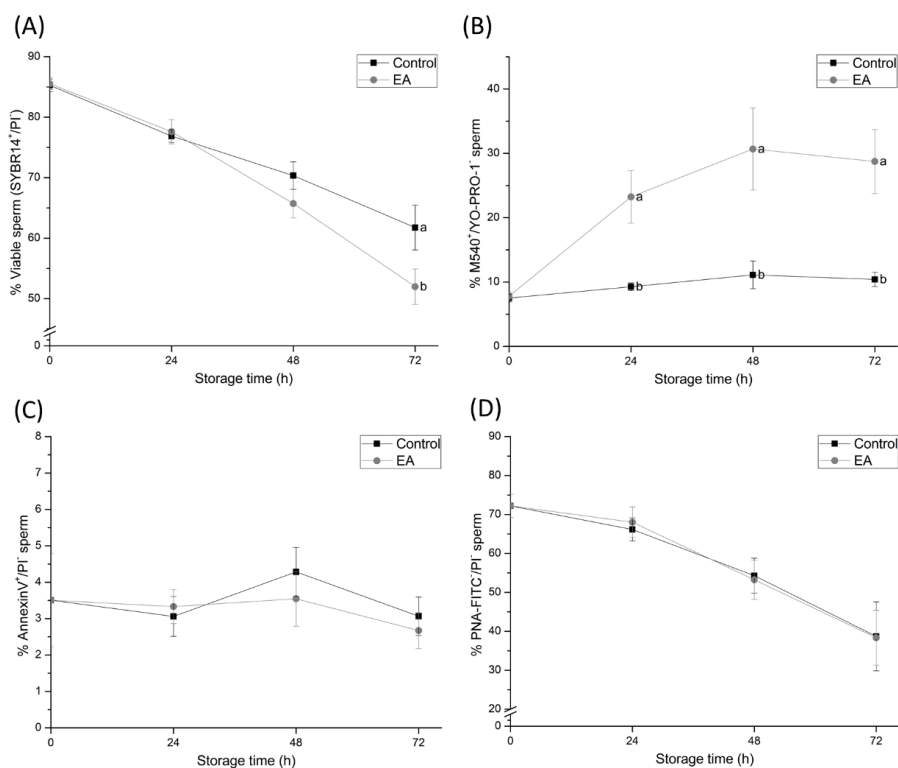 (A)
Control
EA
% Viable sperm (SYBR14⁺/PI⁻)
90
80
70
60
50
0
a
b
0 24 48 72
Storage time (h)
(B)
Control
EA
% M540⁺/YO-PRO-1⁻ sperm
40
30
20
10
0
a
a
a
b
b
b
0 24 48 72
Storage time (h)
(C)
Control
EA
% AnnexinV⁺/PI⁻ sperm
8
7
6
5
4
3
2
1
0
0 24 48 72
Storage time (h)
(D)
Control
EA
% PNA-FITC⁻/PI⁻ sperm
90
80
70
60
50
40
30
20
0
0 24 48 72
Storage time (h)